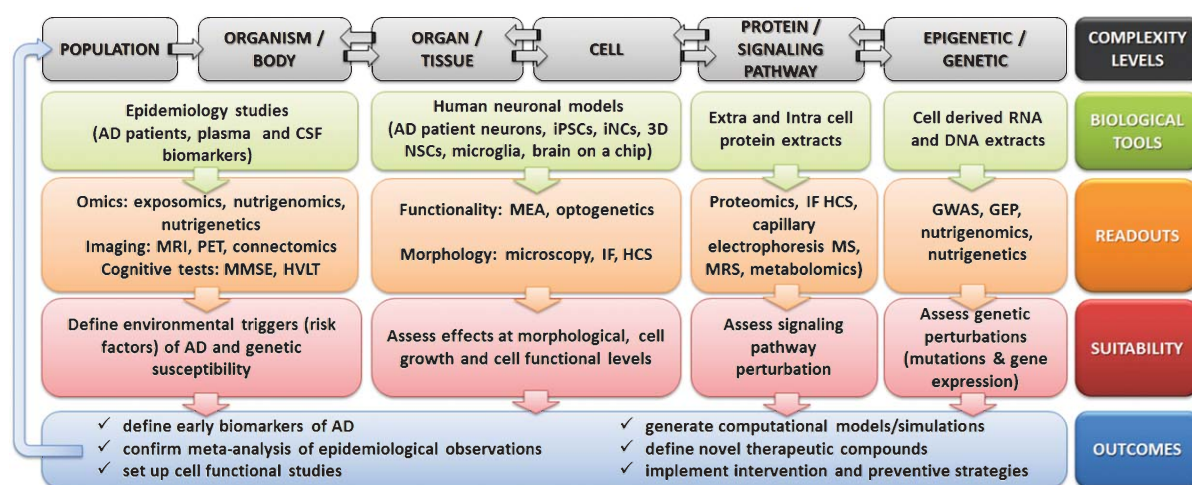 POPULATION
ORGANISM /
BODY
ORGAN /
TISSUE
CELL
PROTEIN /
SIGNALING
PATHWAY
EPIGENETIC /
GENETIC
COMPLEXITY
LEVELS
Epidemiology studies
(AD patients, plasma and CSF
biomarkers)
Human neuronal models
(AD patient neurons, iPSCs, iNCs, 3D
NSCs, microglia, brain on a chip)
Extra and Intra cell
protein extracts
Cell derived RNA
and DNA extracts
BIOLOGICAL
TOOLS
Omics: exposomics, nutrigenomics,
nutrigenetics
Imaging: MRI, PET, connectomics
Cognitive tests: MMSE, HVLT
Functionality: MEA, optogenetics
Morphology: microscopy, IF, HCS
Proteomics, IF HCS,
capillary
electrophoresis MS,
MRS, metabolomics)
GWAS, GEP,
nutrigenomics,
nutrigenetics
READOUTS
Define environmental triggers (risk
factors) of AD and genetic
susceptibility
Assess effects at morphological, cell
growth and cell functional levels
Assess signaling
pathway
perturbation
Assess genetic
perturbations
(mutations & gene
expression)
SUITABILITY
✓ define early biomarkers of AD
✓ confirm meta-analysis of epidemiological observations
✓ set up cell functional studies
✓ generate computational models/simulations
✓ define novel therapeutic compounds
✓ implement intervention and preventive strategies
OUTCOMES